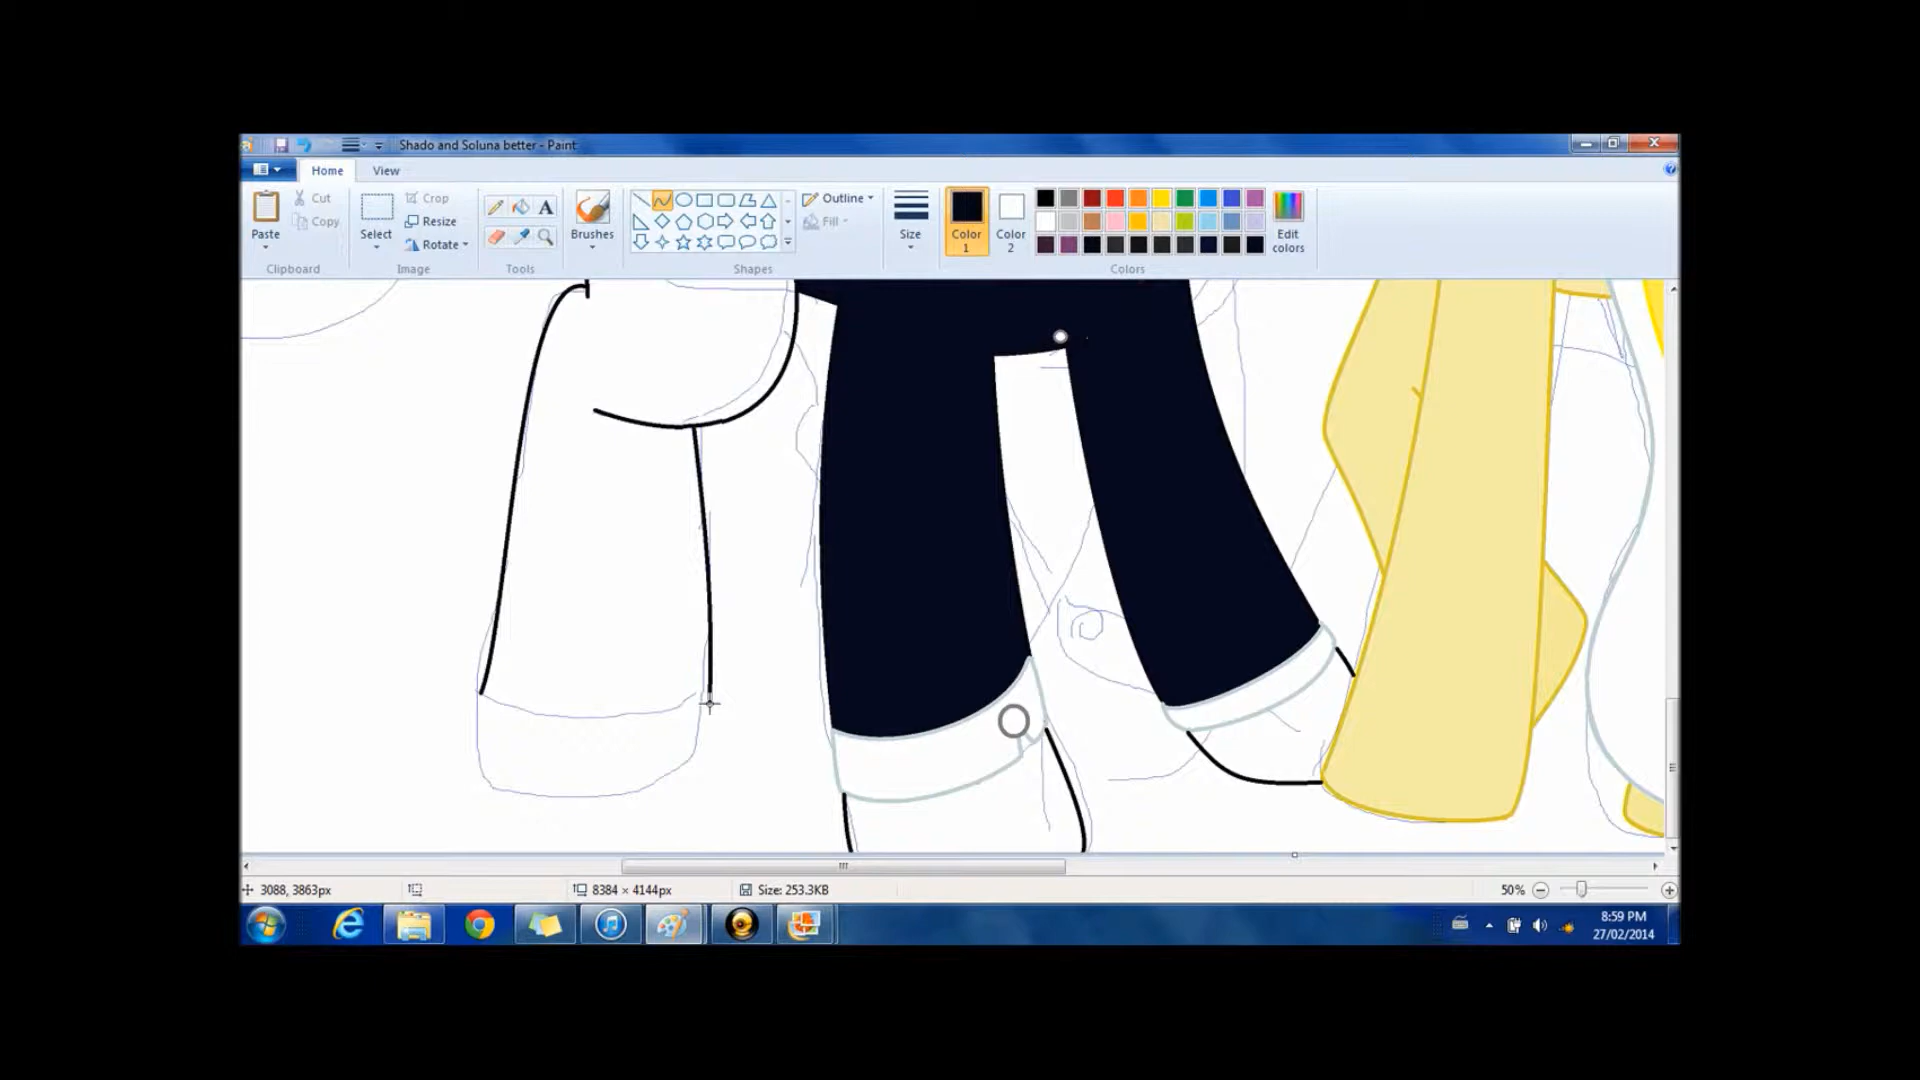 Shado and Soluna better - Paint
Home View
Paste
Cut
Copy
Clipboard
Select
Crop
Resize
Rotate
Image
A
Tools
Brushes
Outline
Fill
Shapes
Size
Color
1
Color
2
Edit
colors
Colors
3088, 3863px
8384 × 4144px
Size: 253.3KB
50%
8:59 PM
27/02/2014